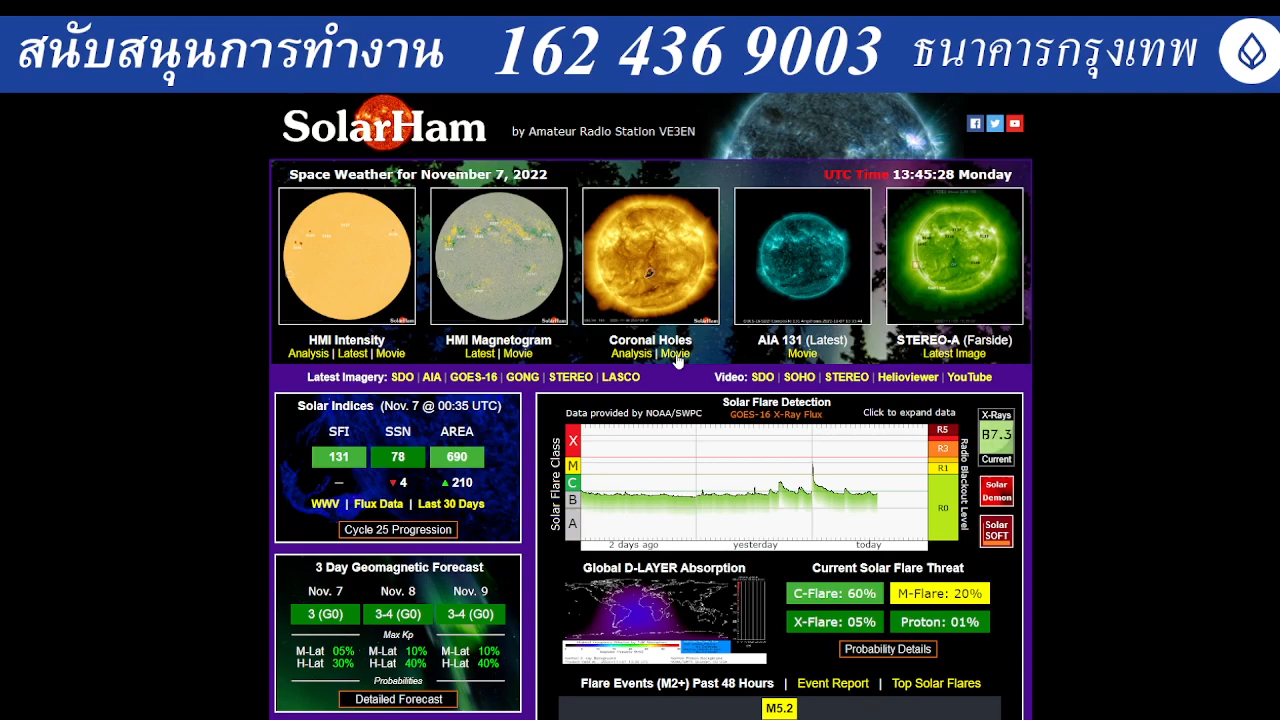 สนับสนุนการทำงาน 162 436 9003 ธนาคารกรุงเทพ
SolarHam by Amateur Radio Station VE3EN
Space Weather for November 7, 2022
UTC Time 13:45:28 Monday
HMI Intensity
Analysis | Latest | Movie
HMI Magnetogram
Latest | Movie
Coronal Holes
Analysis | Movie
AIA 131 (Latest)
Movie
STEREO-A (Farside)
Latest Image
Latest Imagery: SDO | AIA | GOES-16 | GONG | STEREO | LASCO
Video: SDO | SOHO | STEREO | Helioviewer | YouTube
Solar Indices (Nov. 7 @ 00:35 UTC)
SFI SSN AREA
131 78 690
— ▼ 4 ▲ 210
WWV | Flux Data | Last 30 Days
Cycle 25 Progression
3 Day Geomagnetic Forecast
Nov. 7 Nov. 8 Nov. 9
3 (G0) 3-4 (G0) 3-4 (G0)
Max Kp
M-Lat 05% M-Lat 10% M-Lat 10%
H-Lat 30% H-Lat 40% H-Lat 40%
Probabilities
Detailed Forecast
Solar Flare Detection
Data provided by NOAA/SWPC GOES-16 X-Ray Flux Click to expand data
Solar Flare Class
X
M
C
B
A
R5
R3
R1
R0
Radio Blackout Level
2 days ago yesterday today
X-Rays
B7.3
Current
Solar
Demon
Solar
SOFT
Global D-LAYER Absorption
Current Solar Flare Threat
C-Flare: 60% M-Flare: 20%
X-Flare: 05% Proton: 01%
Probability Details
Flare Events (M2+) Past 48 Hours | Event Report | Top Solar Flares
M5.2